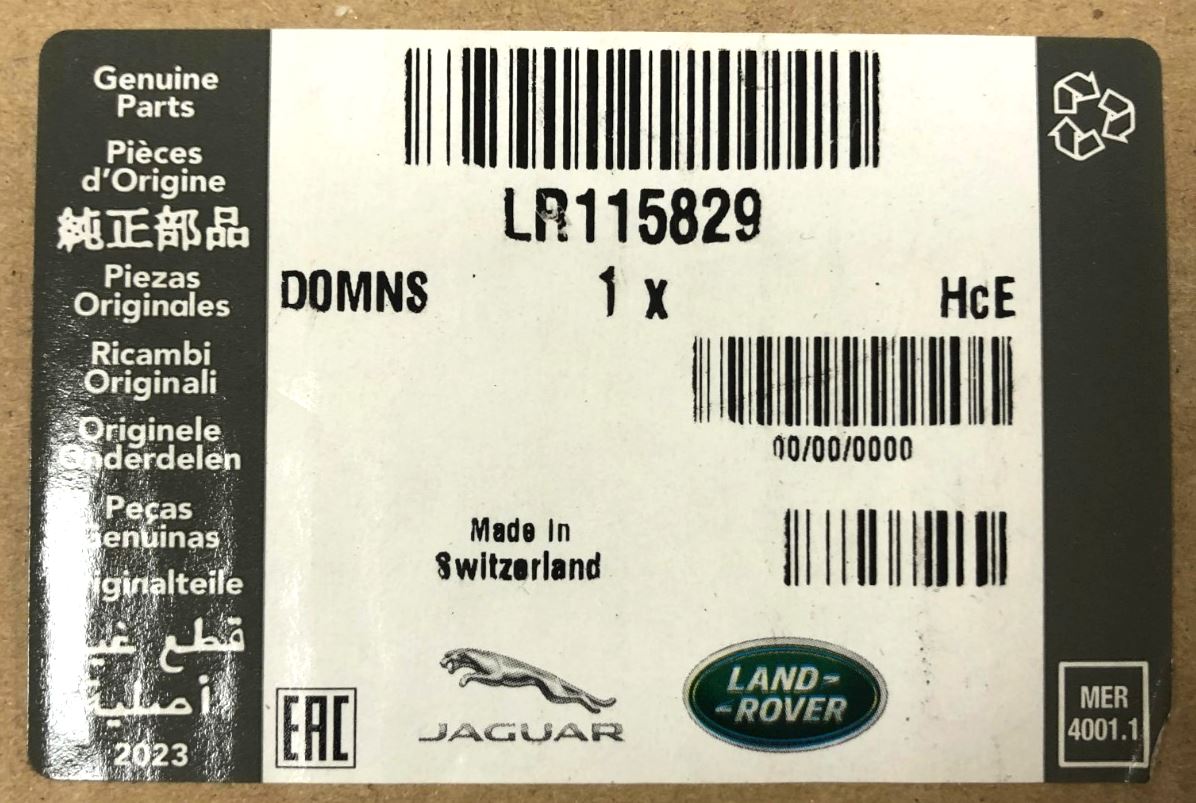 Genuine
Parts
Pièces
d'Origine
純正部品
Piezas
Originales
Ricambi
Originali
Originele
Onderdelen
Peças
Genuinas
Originalteile
قطع غيار
أصلية
2023
LR115829
DOMNS 1 x HcE
00/00/0000
Made In
Switzerland
EAC
JAGUAR
LAND-
-ROVER
MER
4001.1